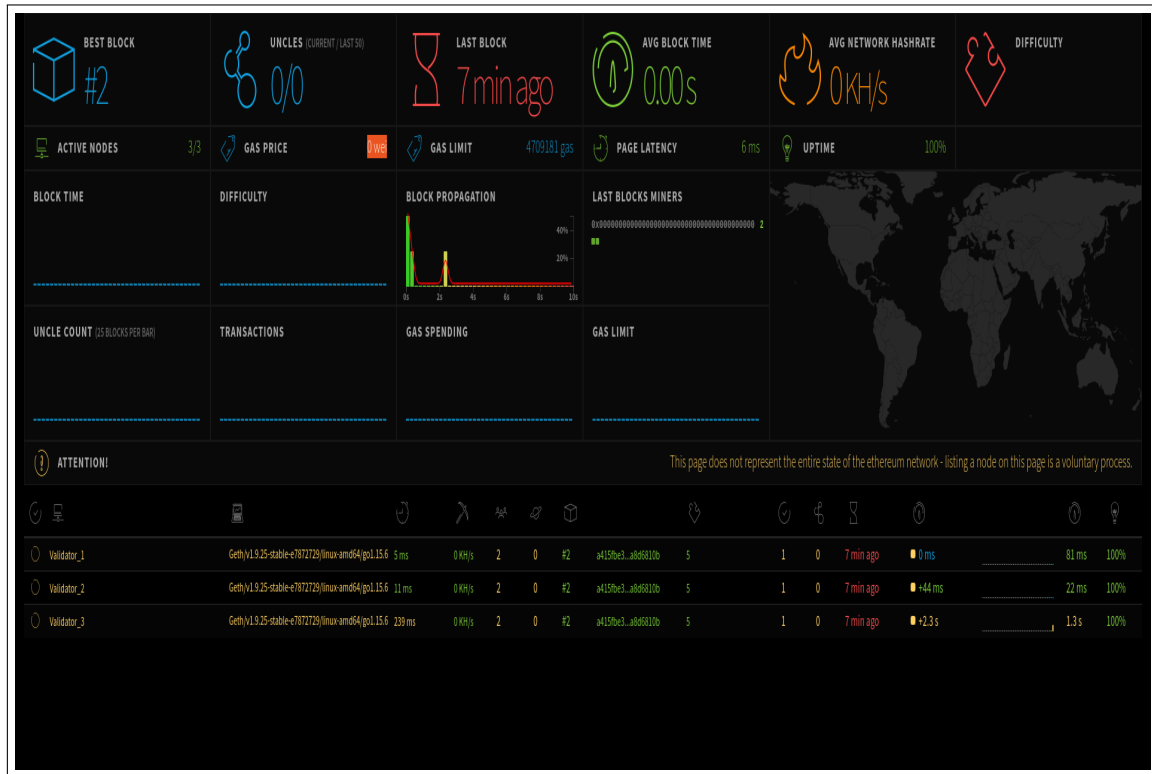 BEST BLOCK
#2
UNCLES (CURRENT / LAST 50)
0/0
LAST BLOCK
7 min ago
AVG BLOCK TIME
0.00 s
AVG NETWORK HASHRATE
0 KH/s
DIFFICULTY
ACTIVE NODES 3/3
GAS PRICE 0 wei
GAS LIMIT 4709181 gas
PAGE LATENCY 6 ms
UPTIME 100%
BLOCK TIME
DIFFICULTY
BLOCK PROPAGATION
40%
20%
0s 2s 4s 6s 8s 10s
LAST BLOCKS MINERS
0x0000000000000000000000000000000000000000 2
UNCLE COUNT (25 BLOCKS PER BAR)
TRANSACTIONS
GAS SPENDING
GAS LIMIT
ATTENTION!
This page does not represent the entire state of the ethereum network - listing a node on this page is a voluntary process.
Validator_1 Geth/v1.9.25-stable-e7872729/linux-amd64/go1.15.6 5 ms 0 KH/s 2 0 #2 a415fbe3...a8d6810b 5 1 0 7 min ago 0 ms 81 ms 100%
Validator_2 Geth/v1.9.25-stable-e7872729/linux-amd64/go1.15.6 11 ms 0 KH/s 2 0 #2 a415fbe3...a8d6810b 5 1 0 7 min ago +44 ms 22 ms 100%
Validator_3 Geth/v1.9.25-stable-e7872729/linux-amd64/go1.15.6 239 ms 0 KH/s 2 0 #2 a415fbe3...a8d6810b 5 1 0 7 min ago +2.3 s 1.3 s 100%